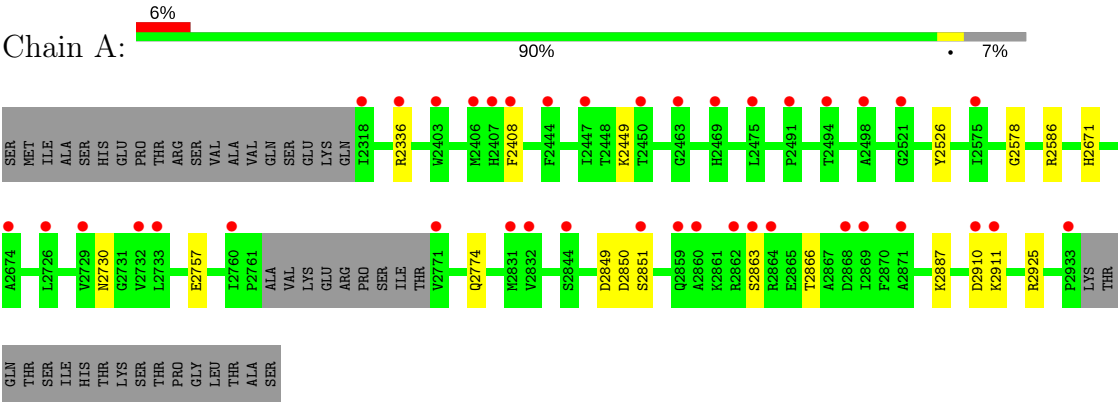 6%
Chain A:
90% • 7%
SER MET ILE ALA SER HIS GLU PRO THR ARG SER VAL ALA VAL GLN SER GLU LYS GLN I2318 R2336 W2403 M2406 H2407 F2408 F2444 I2447 T2448 K2449 T2450 G2463 H2469 L2475 P2491 T2494 A2498 G2521 Y2526 I2575 G2578 R2586 H2671
A2674 L2726 V2729 N2730 G2731 V2732 L2733 E2757 I2760 P2761 ALA VAL LYS GLU ARG PRO SER ILE THR V2771 Q2774 M2831 V2832 S2844 D2849 D2850 S2851 Q2859 A2860 K2861 R2862 S2863 R2864 E2865 T2866 A2867 D2868 I2869 F2870 A2871 K2887 D2910 K2911 R2925 P2933 LYS THR
GLN THR SER ILE HIS THR LYS SER THR PRO GLY LEU THR ALA SER